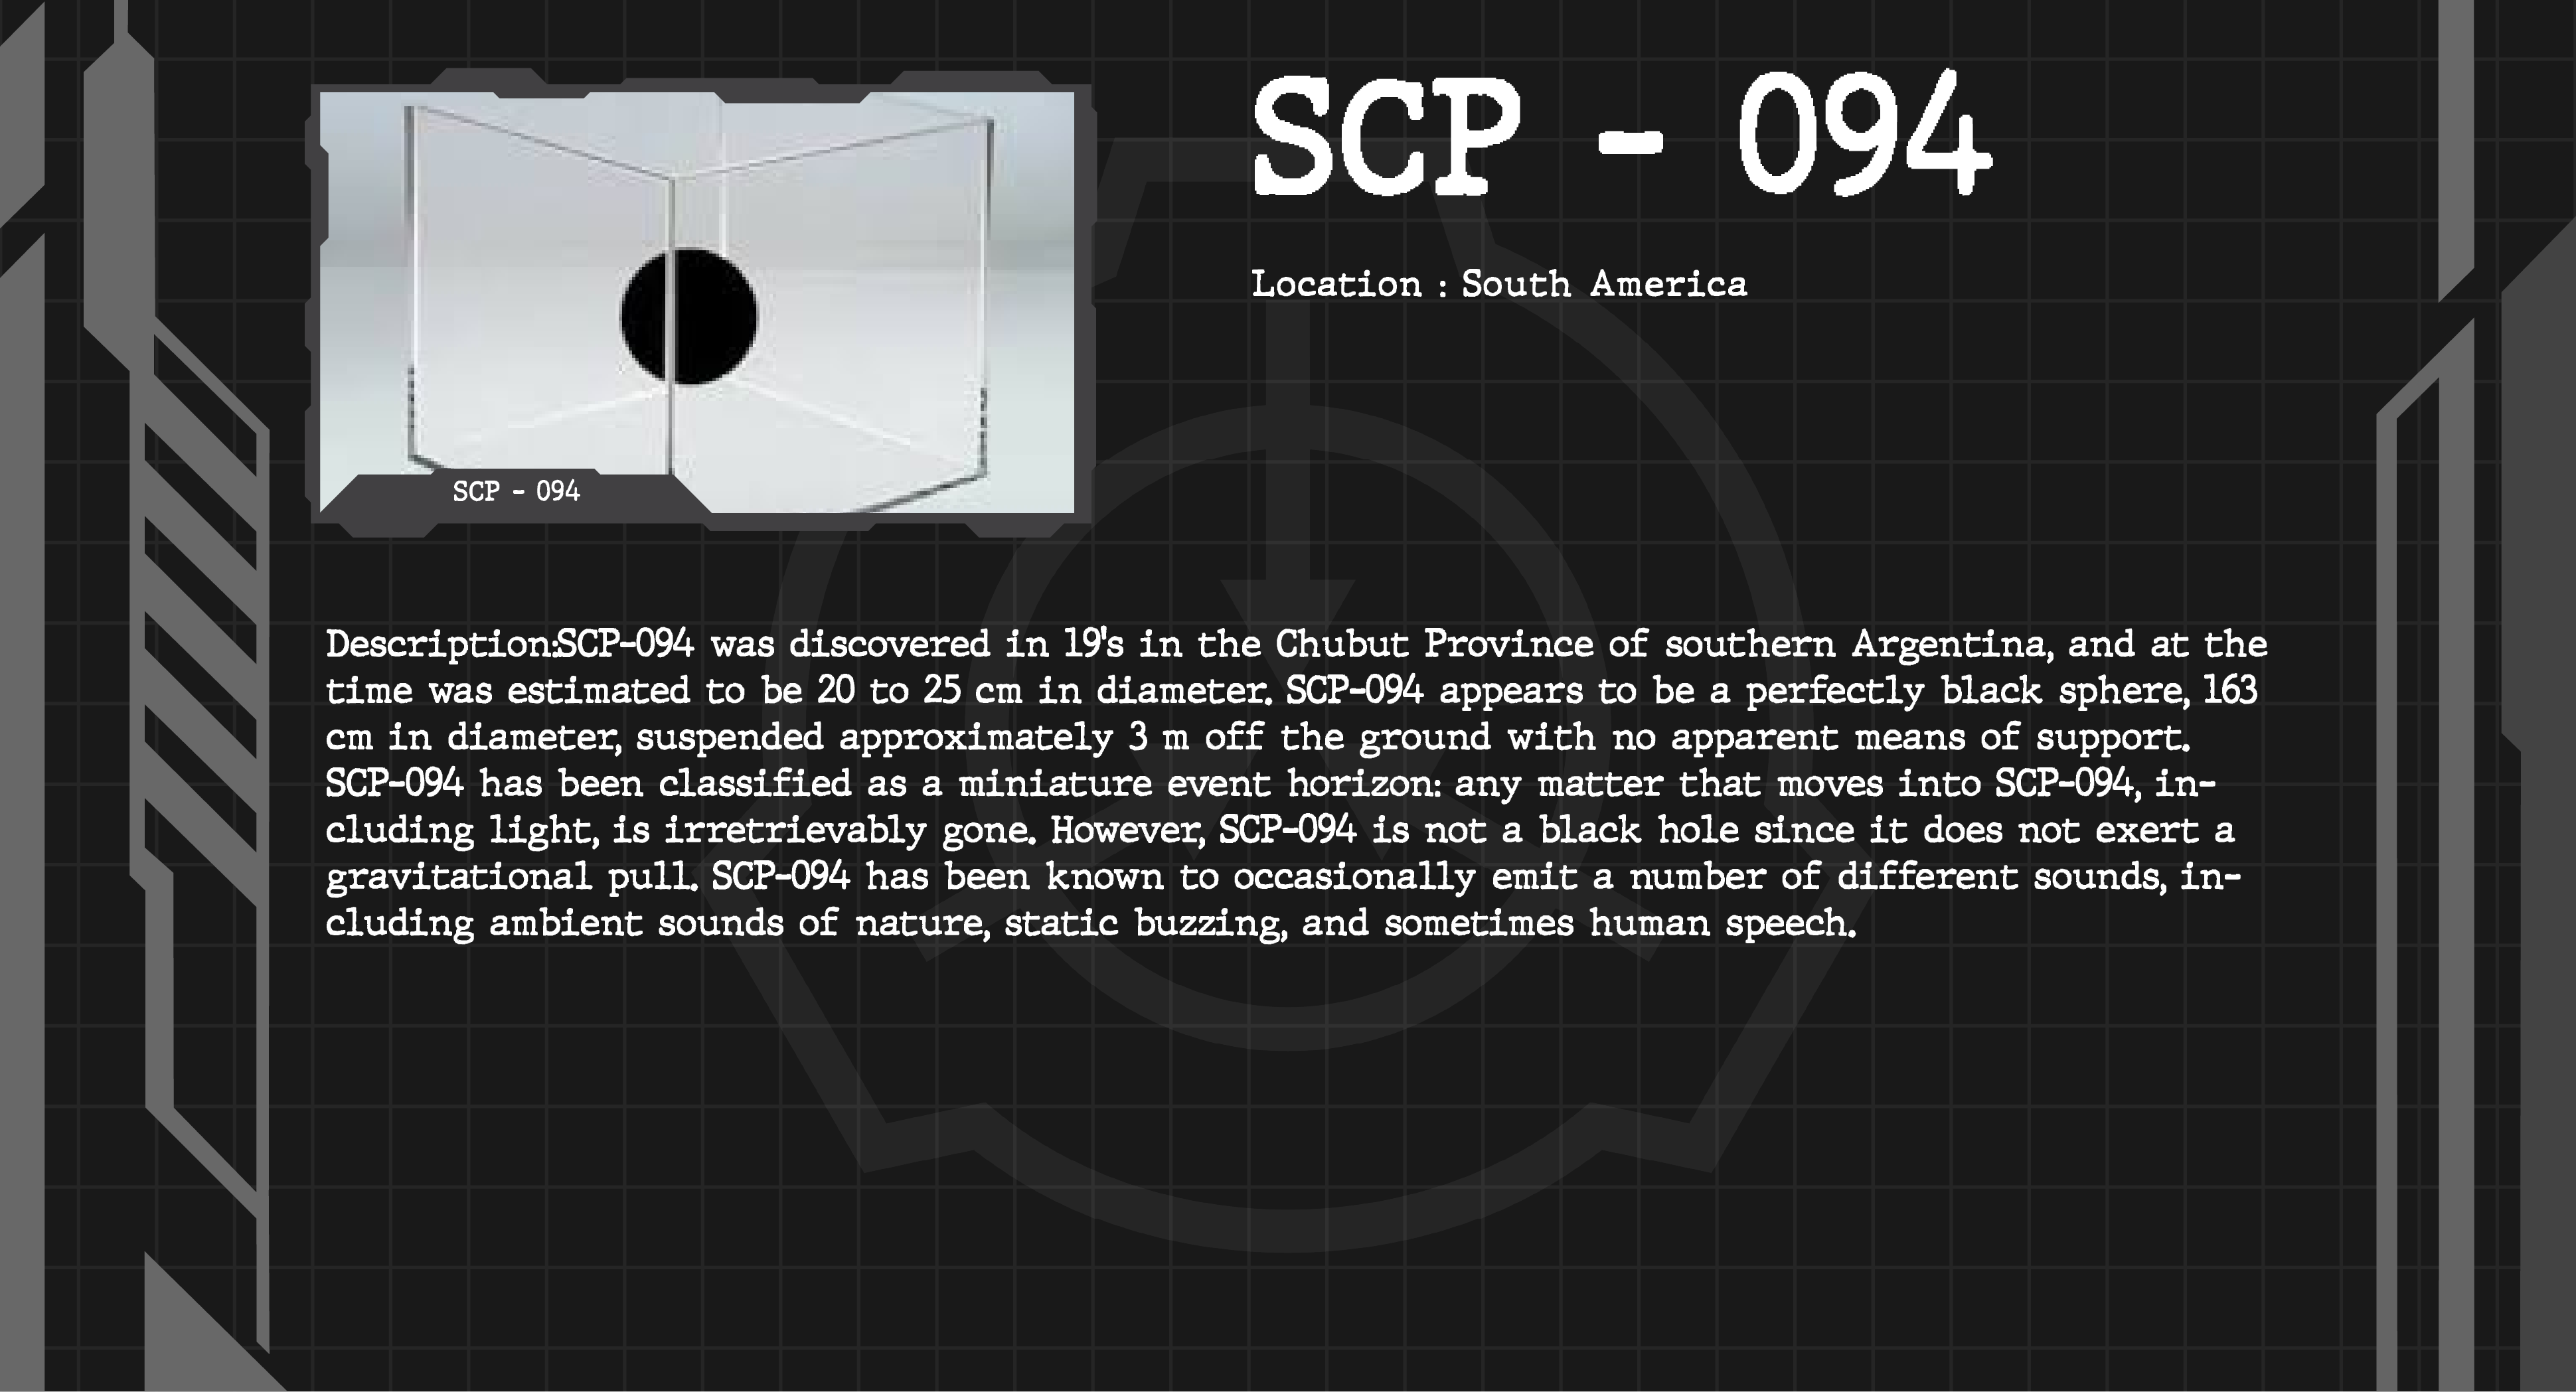 SCP - 094
Location : South America
SCP - 094
Description:SCP-094 was discovered in 19's in the Chubut Province of southern Argentina, and at the
time was estimated to be 20 to 25 cm in diameter. SCP-094 appears to be a perfectly black sphere, 163
cm in diameter, suspended approximately 3 m off the ground with no apparent means of support.
SCP-094 has been classified as a miniature event horizon: any matter that moves into SCP-094, in-
cluding light, is irretrievably gone. However, SCP-094 is not a black hole since it does not exert a
gravitational pull. SCP-094 has been known to occasionally emit a number of different sounds, in-
cluding ambient sounds of nature, static buzzing, and sometimes human speech.